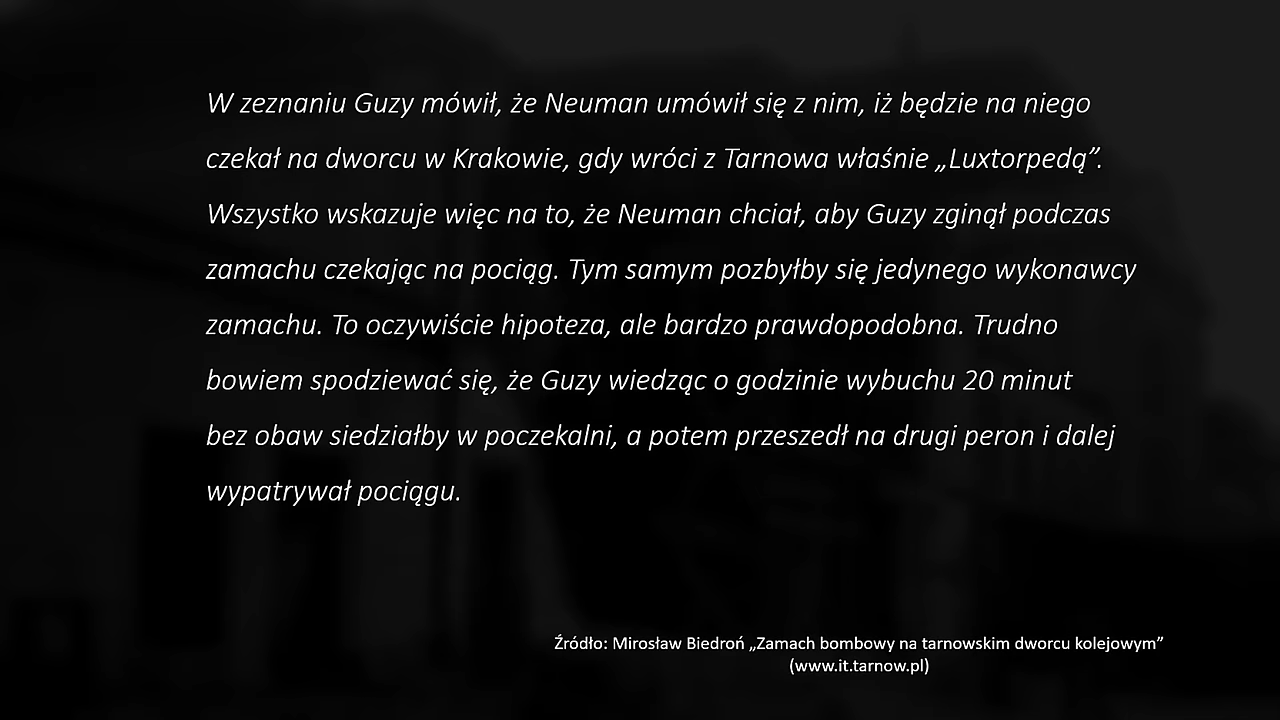 W zeznaniu Guzy mówił, że Neuman umówił się z nim, iż będzie na niego
czekał na dworcu w Krakowie, gdy wróci z Tarnowa właśnie „Luxtorpedą”.
Wszystko wskazuje więc na to, że Neuman chciał, aby Guzy zginął podczas
zamachu czekając na pociąg. Tym samym pozbyłby się jedynego wykonawcy
zamachu. To oczywiście hipoteza, ale bardzo prawdopodobna. Trudno
bowiem spodziewać się, że Guzy wiedząc o godzinie wybuchu 20 minut
bez obaw siedziałby w poczekalni, a potem przeszedł na drugi peron i dalej
wypatrywał pociągu.
Źródło: Mirosław Biedroń „Zamach bombowy na tarnowskim dworcu kolejowym”
(www.it.tarnow.pl)